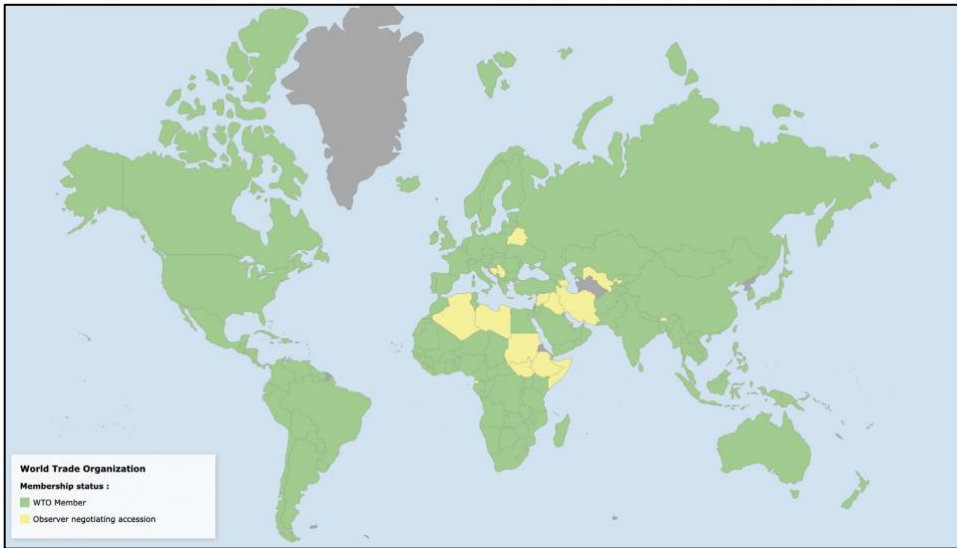 World Trade Organization
Membership status :
WTO Member
Observer negotiating accession